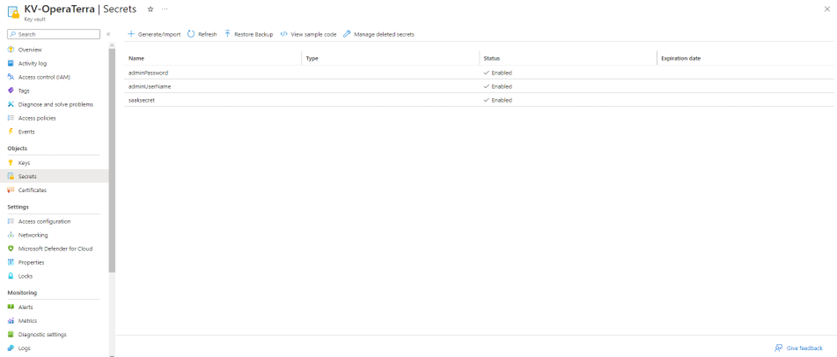 KV-OperaTerra | Secrets
Key vault
Search
Overview
Activity log
Access control (IAM)
Tags
Diagnose and solve problems
Access policies
Events
Objects
Keys
Secrets
Certificates
Settings
Access configuration
Networking
Microsoft Defender for Cloud
Properties
Locks
Monitoring
Alerts
Metrics
Diagnostic settings
Logs
Generate/Import Refresh Restore Backup View sample code Manage deleted secrets
Name Type Status Expiration date
adminPassword Enabled
adminUserName Enabled
saaksecret Enabled
Give feedback